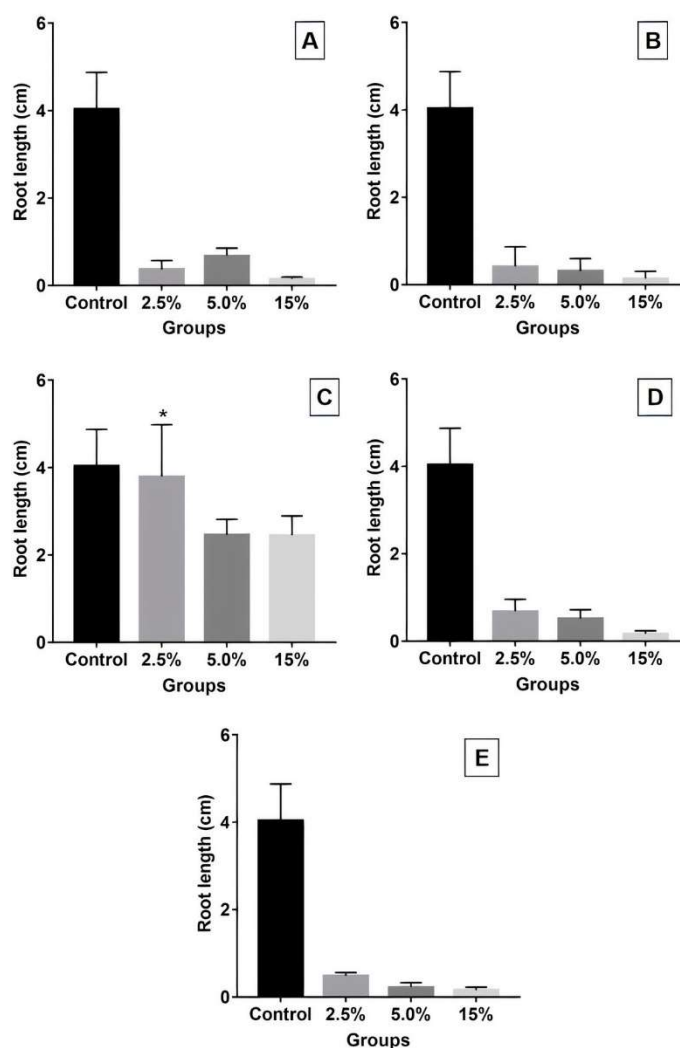 A
Root length (cm)
6
4
2
0
Control 2.5% 5.0% 15%
Groups
B
Root length (cm)
6
4
2
0
Control 2.5% 5.0% 15%
Groups
C
Root length (cm)
6
4
2
0
*
Control 2.5% 5.0% 15%
Groups
D
Root length (cm)
6
4
2
0
Control 2.5% 5.0% 15%
Groups
E
Root length (cm)
6
4
2
0
Control 2.5% 5.0% 15%
Groups